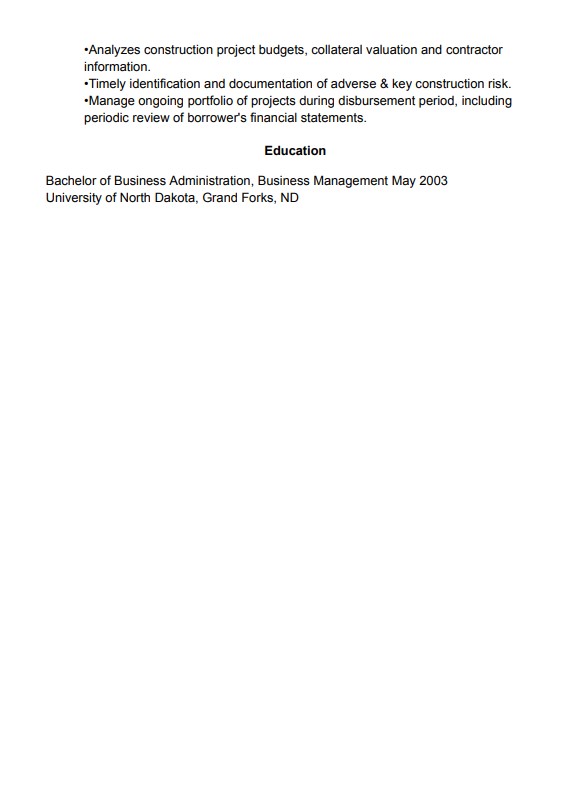 •Analyzes construction project budgets, collateral valuation and contractor
information.
•Timely identification and documentation of adverse & key construction risk.
•Manage ongoing portfolio of projects during disbursement period, including
periodic review of borrower's financial statements.
Education
Bachelor of Business Administration, Business Management May 2003
University of North Dakota, Grand Forks, ND